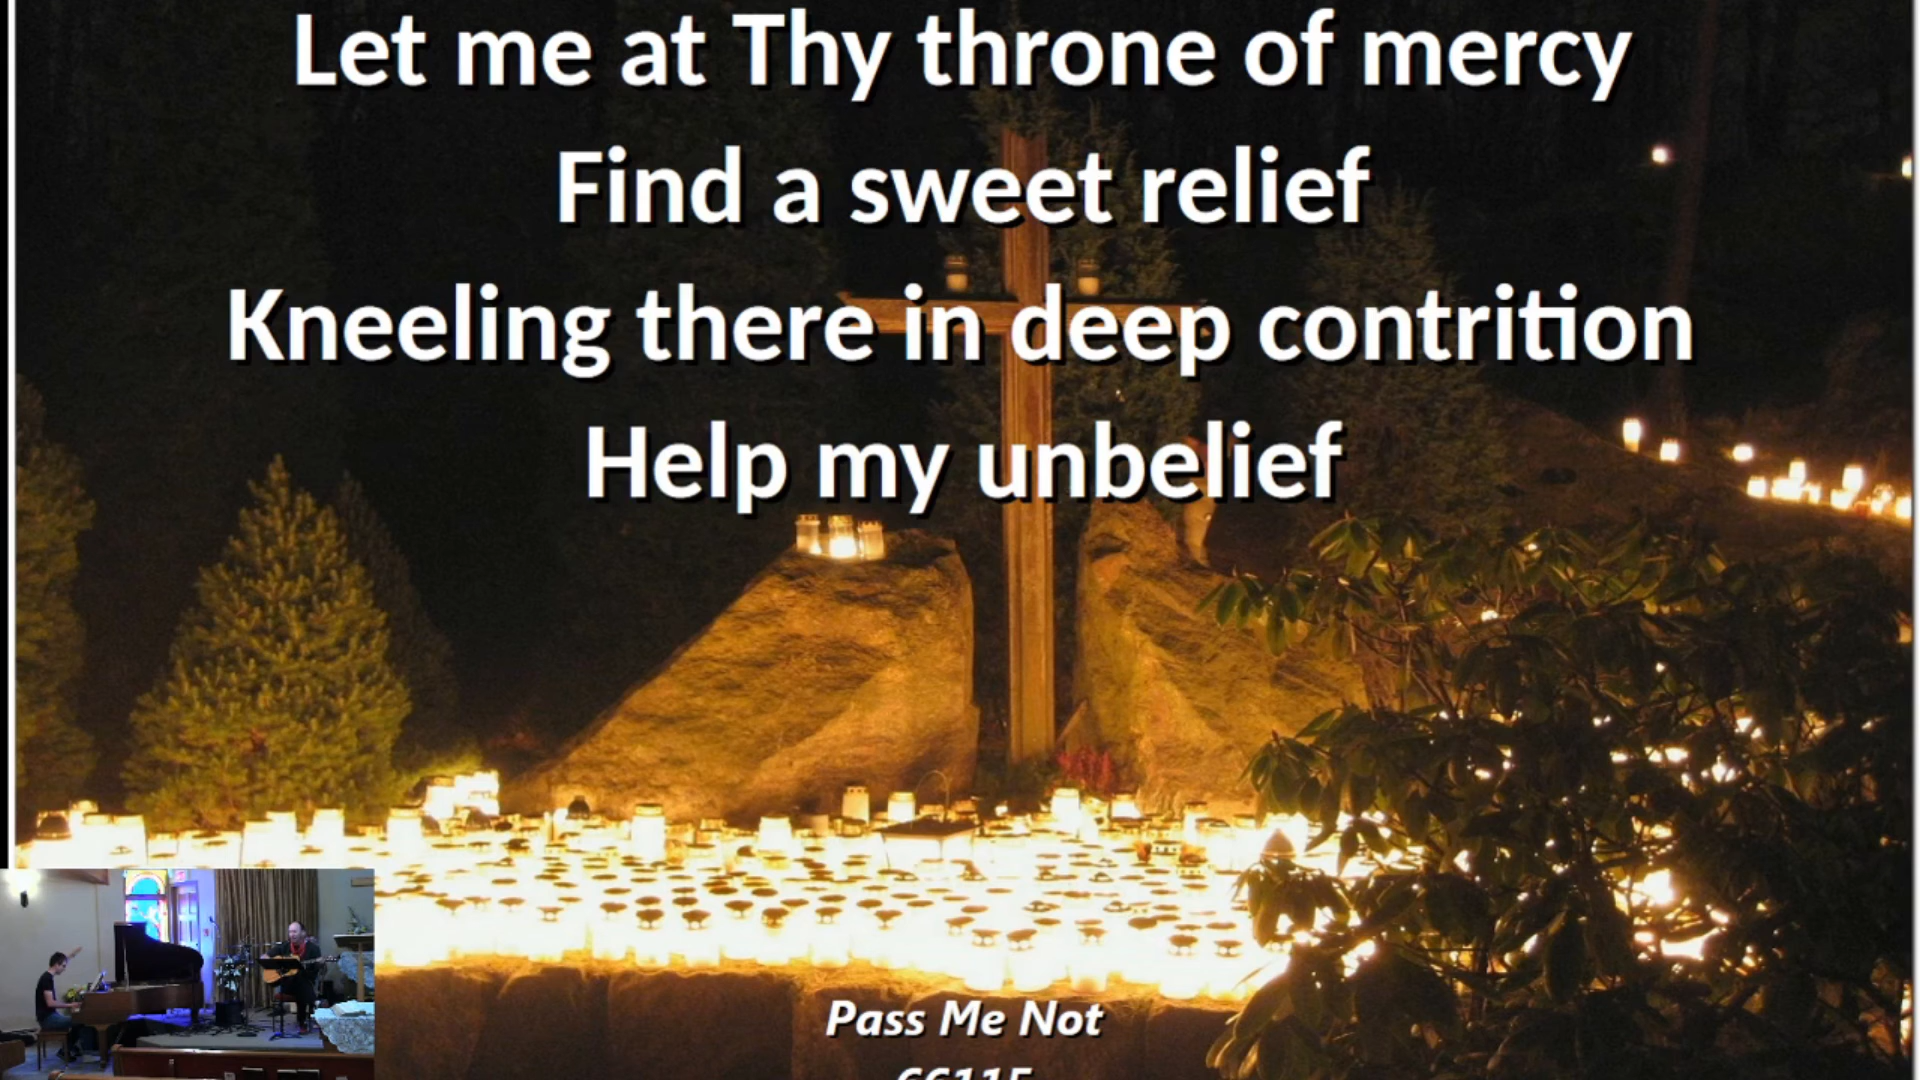 Let me at Thy throne of mercy
Find a sweet relief
Kneeling there in deep contrition
Help my unbelief
Pass Me Not